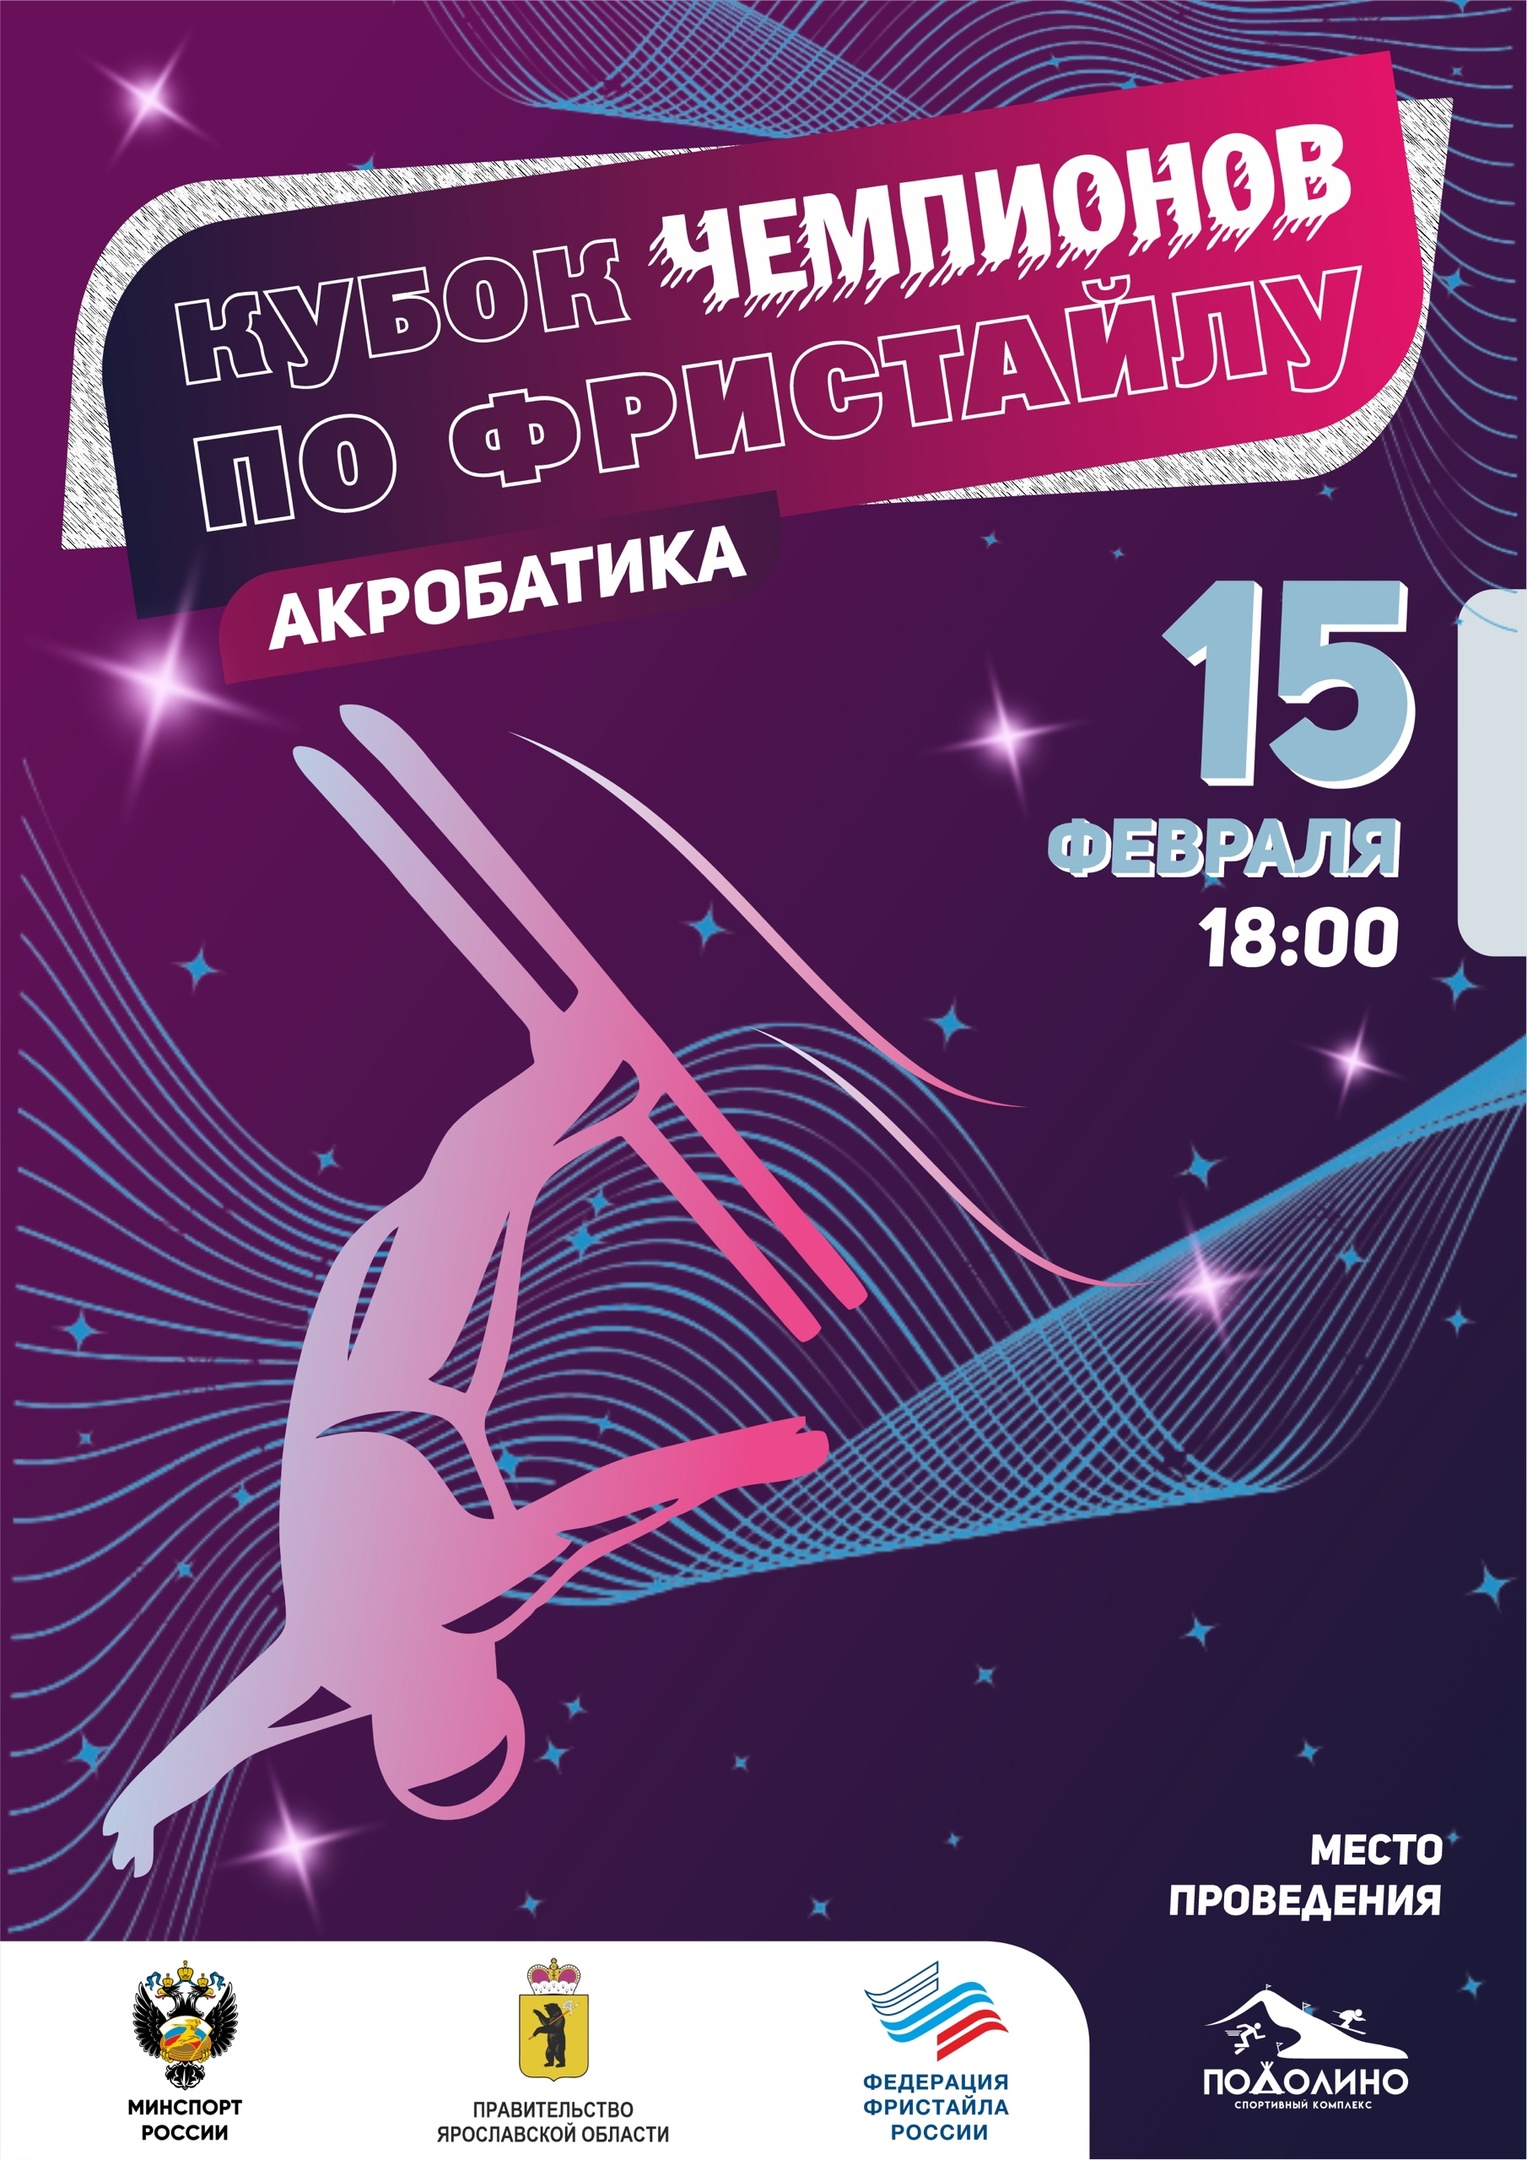 КУБОК ЧЕМПИОНОВ
ПО ФРИСТАЙЛУ
АКРОБАТИКА
15
ФЕВРАЛЯ
18:00
МЕСТО
ПРОВЕДЕНИЯ
МИНСПОРТ
РОССИИ
ПРАВИТЕЛЬСТВО
ЯРОСЛАВСКОЙ ОБЛАСТИ
ФЕДЕРАЦИЯ
ФРИСТАЙЛА
РОССИИ
ПОДОЛИНО
СПОРТИВНЫЙ КОМПЛЕКС